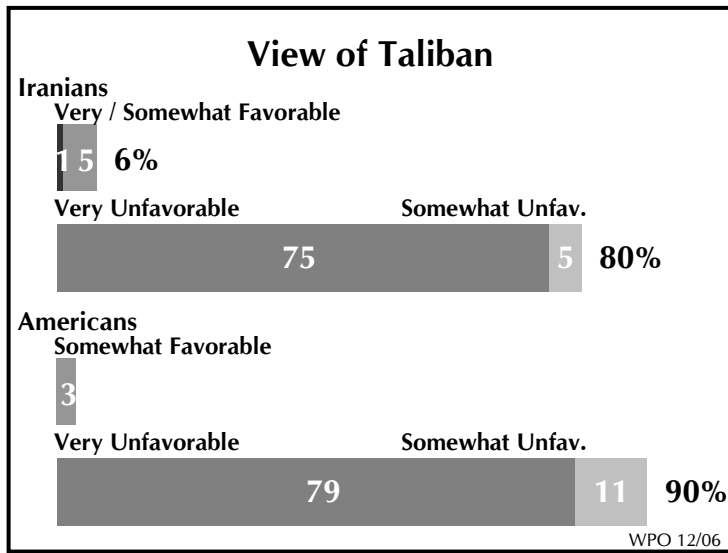 View of Taliban
Iranians
Very / Somewhat Favorable
1 5 6%
Very Unfavorable Somewhat Unfav.
75 5 80%
Americans
Somewhat Favorable
3
Very Unfavorable Somewhat Unfav.
79 11 90%
WPO 12/06